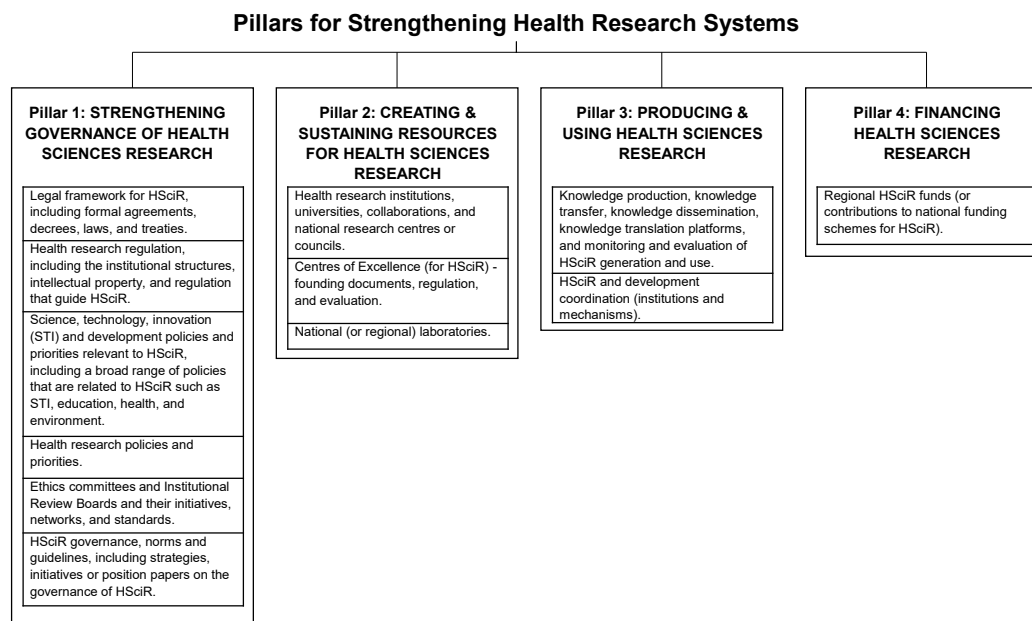 Pillars for Strengthening Health Research Systems
Pillar 1: STRENGTHENING
GOVERNANCE OF HEALTH
SCIENCES RESEARCH
Legal framework for HSciR,
including formal agreements,
decrees, laws, and treaties.
Health research regulation,
including the institutional structures,
intellectual property, and regulation
that guide HSciR.
Science, technology, innovation
(STI) and development policies and
priorities relevant to HSciR,
including a broad range of policies
that are related to HSciR such as
STI, education, health, and
environment.
Health research policies and
priorities.
Ethics committees and Institutional
Review Boards and their initiatives,
networks, and standards.
HSciR governance, norms and
guidelines, including strategies,
initiatives or position papers on the
governance of HSciR.
Pillar 2: CREATING &
SUSTAINING RESOURCES
FOR HEALTH SCIENCES
RESEARCH
Health research institutions,
universities, collaborations, and
national research centres or
councils.
Centres of Excellence (for HSciR) -
founding documents, regulation,
and evaluation.
National (or regional) laboratories.
Pillar 3: PRODUCING &
USING HEALTH SCIENCES
RESEARCH
Knowledge production, knowledge
transfer, knowledge dissemination,
knowledge translation platforms,
and monitoring and evaluation of
HSciR generation and use.
HSciR and development
coordination (institutions and
mechanisms).
Pillar 4: FINANCING
HEALTH SCIENCES
RESEARCH
Regional HSciR funds (or
contributions to national funding
schemes for HSciR).